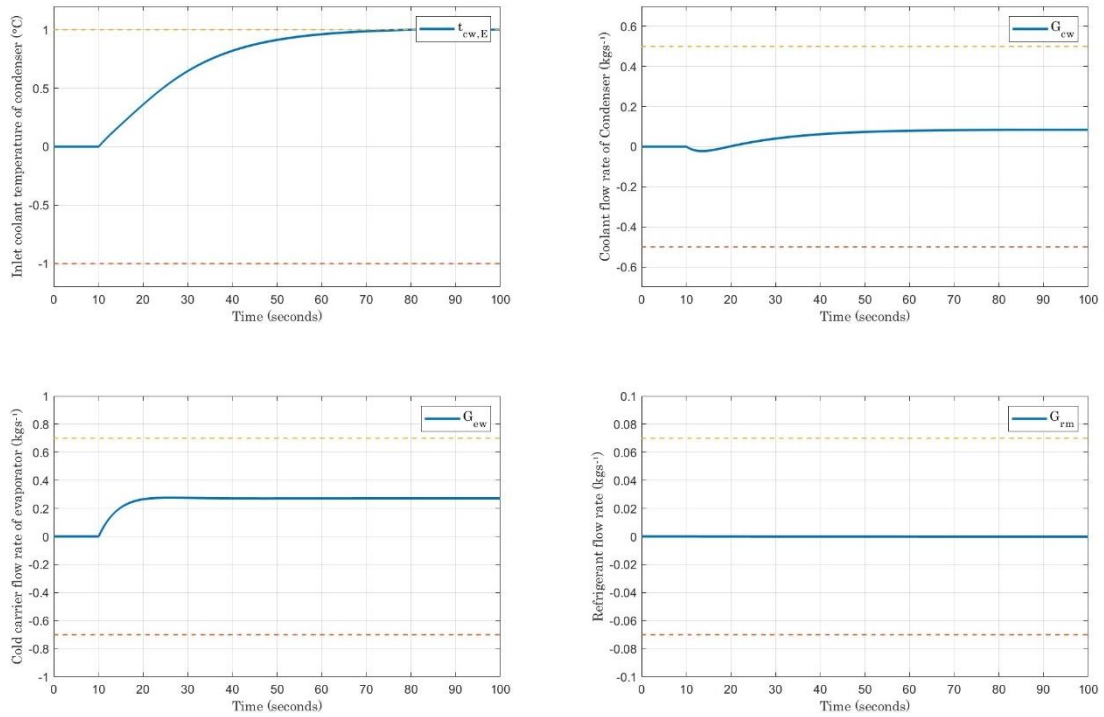 Inlet coolant temperature of condenser (°C)
1
0.5
0
-0.5
-1
t_cw,E
0 10 20 30 40 50 60 70 80 90 100
Time (seconds)
Coolant flow rate of Condenser (kgs⁻¹)
0.6
0.4
0.2
0
-0.2
-0.4
-0.6
G_cw
0 10 20 30 40 50 60 70 80 90 100
Time (seconds)
Cold carrier flow rate of evaporator (kgs⁻¹)
1
0.8
0.6
0.4
0.2
0
-0.2
-0.4
-0.6
-0.8
-1
G_ew
0 10 20 30 40 50 60 70 80 90 100
Time (seconds)
Refrigerant flow rate (kgs⁻¹)
0.1
0.08
0.06
0.04
0.02
0
-0.02
-0.04
-0.06
-0.08
-0.1
G_rm
0 10 20 30 40 50 60 70 80 90 100
Time (seconds)